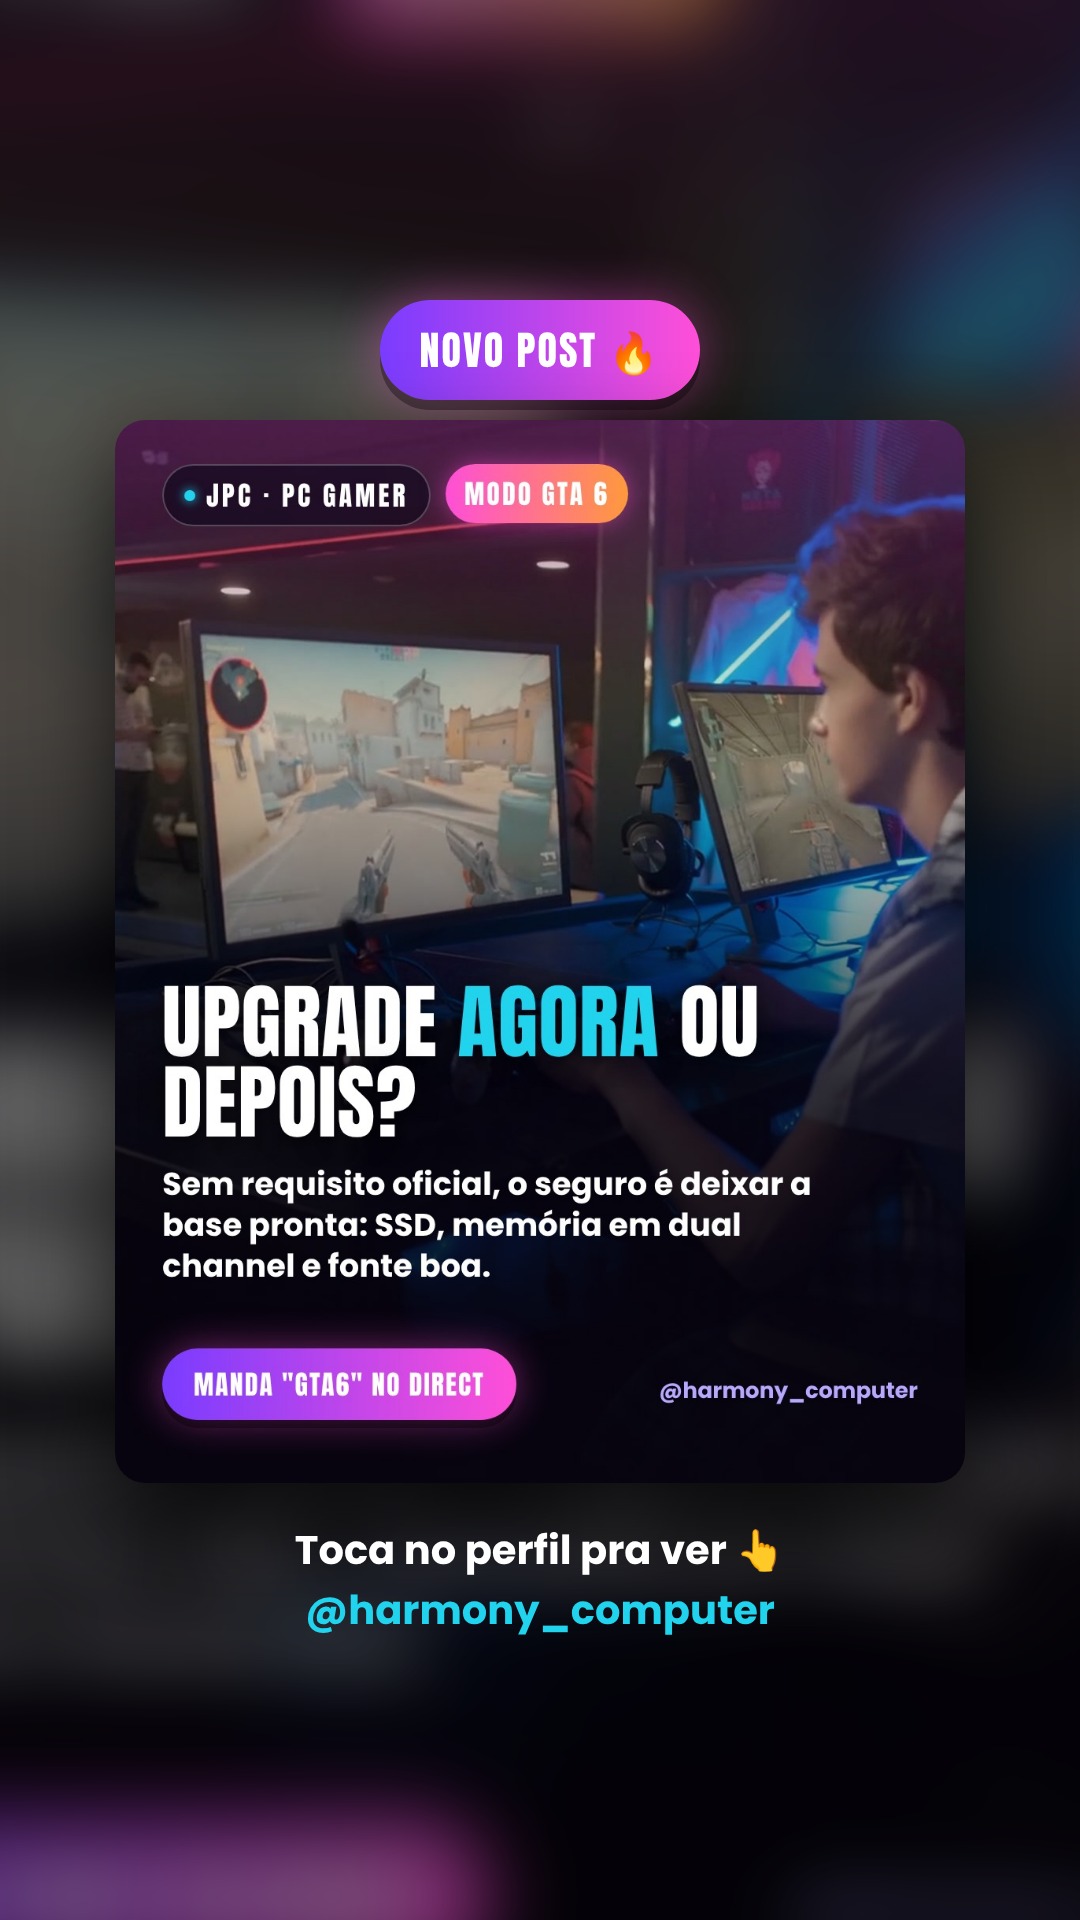 NOVO POST 🔥
JPC · PC GAMER
MODO GTA 6
UPGRADE AGORA OU
DEPOIS?
Sem requisito oficial, o seguro é deixar a
base pronta: SSD, memória em dual
channel e fonte boa.
MANDA "GTA6" NO DIRECT
@harmony_computer
Toca no perfil pra ver 👆
@harmony_computer